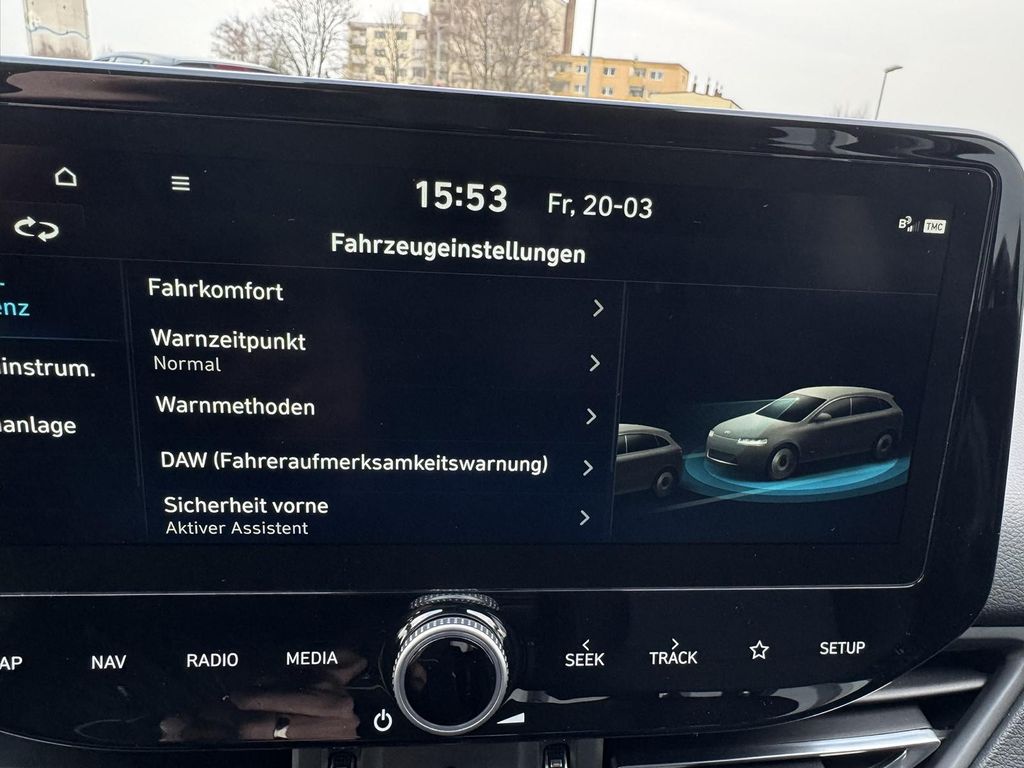 15:53 Fr, 20-03
TMC
Fahrzeugeinstellungen
Fahrkomfort
Warnzeitpunkt
Normal
Warnmethoden
DAW (Fahreraufmerksamkeitswarnung)
Sicherheit vorne
Aktiver Assistent
enz
instrum.
anlage
AP NAV RADIO MEDIA SEEK TRACK SETUP